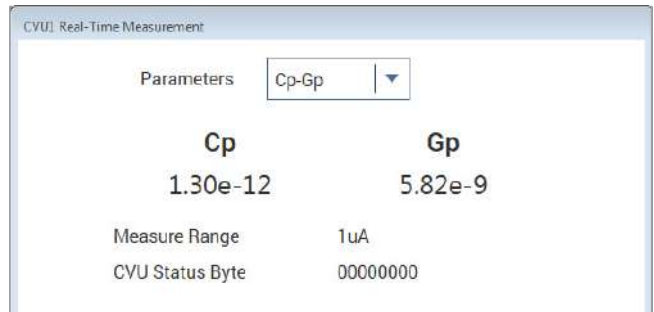 CVU1 Real-Time Measurement
Parameters Cp-Gp
Cp Gp
1.30e-12 5.82e-9
Measure Range 1uA
CVU Status Byte 00000000